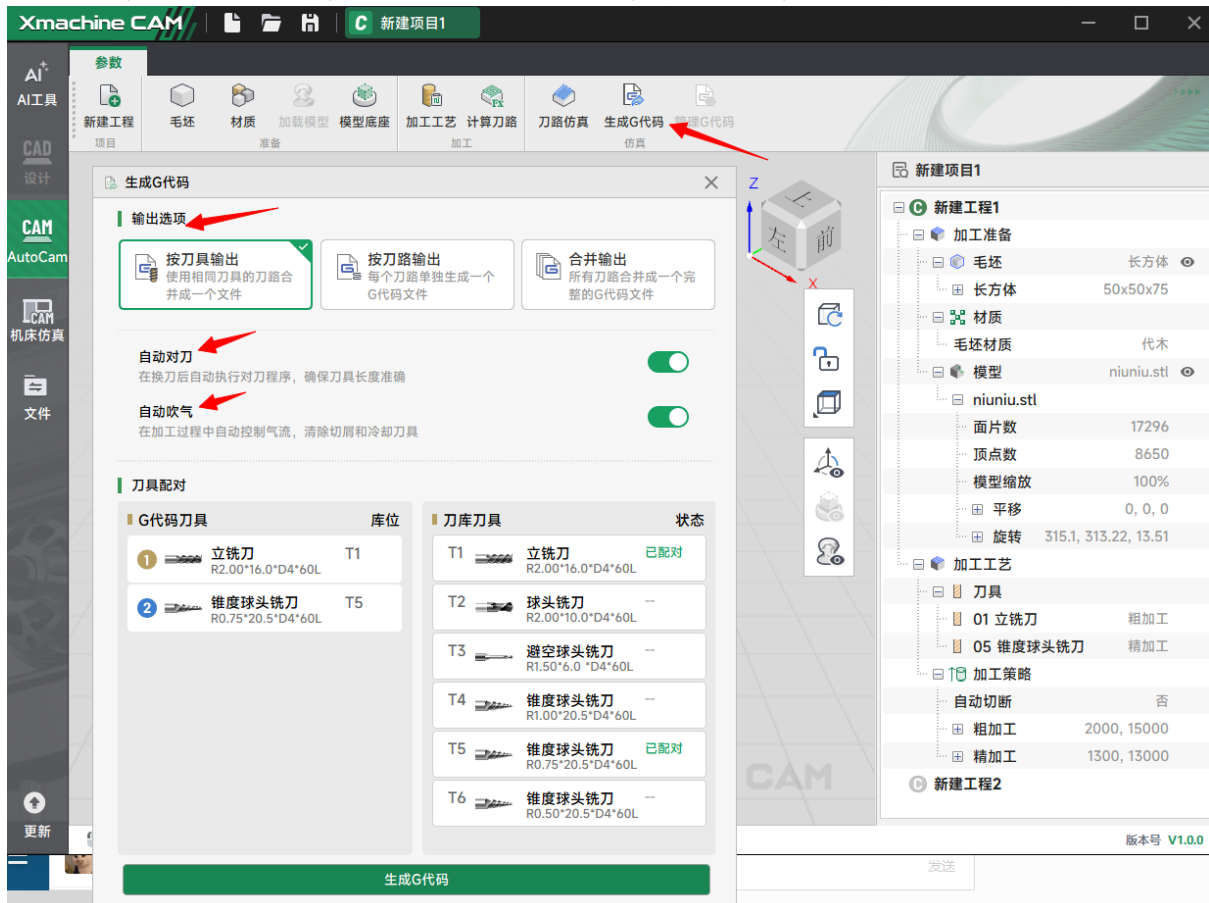 Xmachine CAM
C 新建项目1
AI工具
CAD
设计
CAM
AutoCam
CAM
机床仿真
文件
更新
参数
新建工程
毛坯
材质
加载模型
模型底座
加工工艺
计算刀路
刀路仿真
生成G代码
管理G代码
项目
准备
加工
仿真
生成G代码
输出选项
按刀具输出
使用相同刀具的刀路合
并成一个文件
按刀路输出
每个刀路单独生成一个
G代码文件
合并输出
所有刀路合并成一个完
整的G代码文件
自动对刀
在换刀后自动执行对刀程序，确保刀具长度准确
自动吹气
在加工过程中自动控制气流，清除切屑和冷却刀具
刀具配对
G代码刀具 库位
1 立铣刀 T1
R2.00*16.0*D4*60L
2 锥度球头铣刀 T5
R0.75*20.5*D4*60L
刀库刀具 状态
T1 立铣刀 已配对
R2.00*16.0*D4*60L
T2 球头铣刀 --
R2.00*10.0*D4*60L
T3 避空球头铣刀 --
R1.50*6.0 *D4*60L
T4 锥度球头铣刀 --
R1.00*20.5*D4*60L
T5 锥度球头铣刀 已配对
R0.75*20.5*D4*60L
T6 锥度球头铣刀 --
R0.50*20.5*D4*60L
生成G代码
Z
上
左
前
X
CAM
新建项目1
新建工程1
加工准备
毛坯 长方体
长方体 50x50x75
材质
毛坯材质 代木
模型 niuniu.stl
niuniu.stl
面片数 17296
顶点数 8650
模型缩放 100%
平移 0, 0, 0
旋转 315.1, 313.22, 13.51
加工工艺
刀具
01 立铣刀 粗加工
05 锥度球头铣刀 精加工
加工策略
自动切断 否
粗加工 2000, 15000
精加工 1300, 13000
新建工程2
版本号 V1.0.0
发送